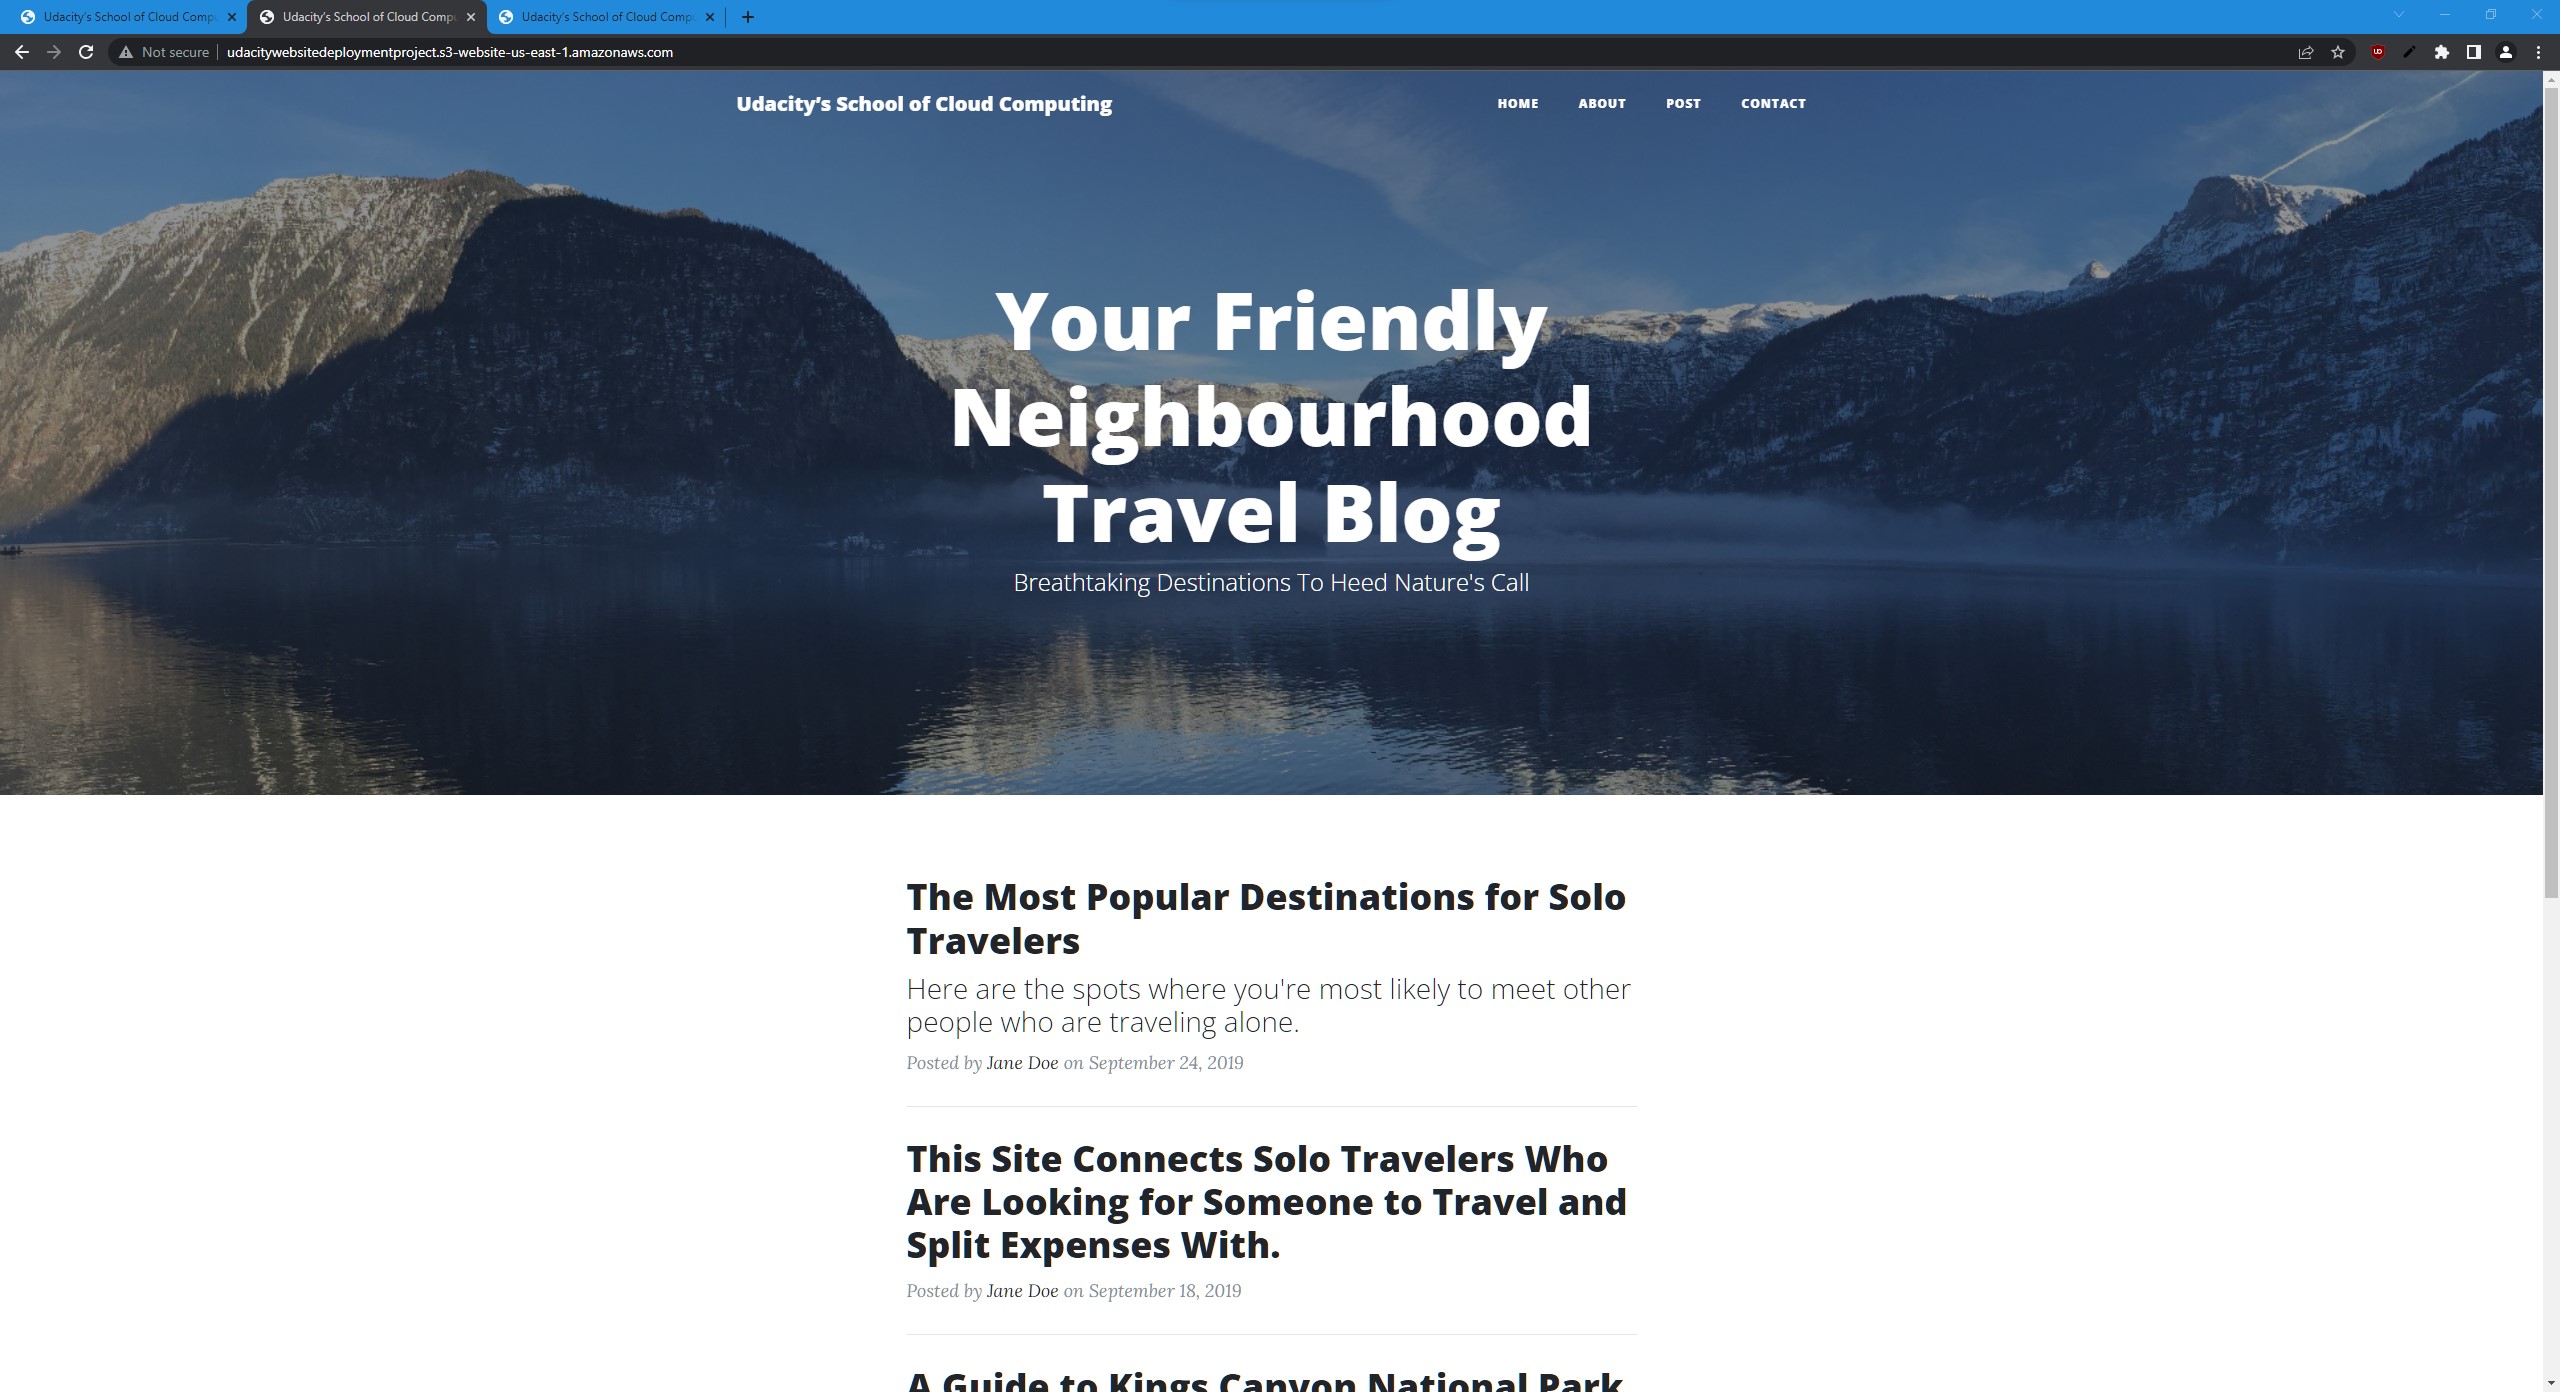 Udacity's School of Cloud Compu
Udacity's School of Cloud Compu
Udacity's School of Cloud Compu
Not secure
udacitywebsitedeploymentproject.s3-website-us-east-1.amazonaws.com
Udacity’s School of Cloud Computing
HOME
ABOUT
POST
CONTACT
Your Friendly
Neighbourhood
Travel Blog
Breathtaking Destinations To Heed Nature's Call
The Most Popular Destinations for Solo
Travelers
Here are the spots where you're most likely to meet other
people who are traveling alone.
Posted by Jane Doe on September 24, 2019
This Site Connects Solo Travelers Who
Are Looking for Someone to Travel and
Split Expenses With.
Posted by Jane Doe on September 18, 2019
A Guide to Kings Canyon National Park